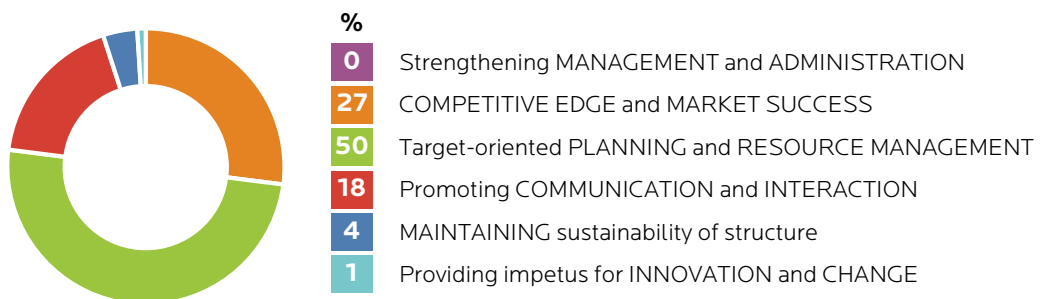 %
0 Strengthening MANAGEMENT and ADMINISTRATION
27 COMPETITIVE EDGE and MARKET SUCCESS
50 Target-oriented PLANNING and RESOURCE MANAGEMENT
18 Promoting COMMUNICATION and INTERACTION
4 MAINTAINING sustainability of structure
1 Providing impetus for INNOVATION and CHANGE